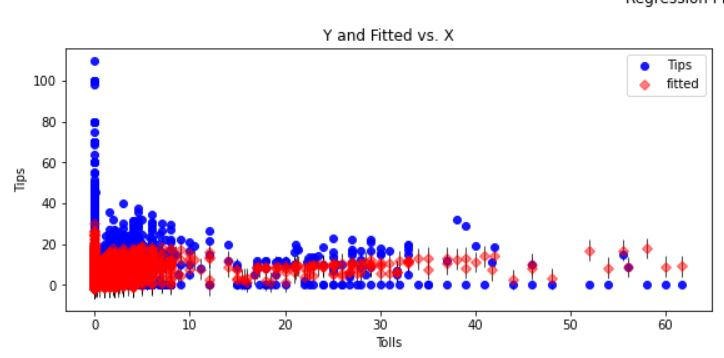 Regression Pl
Y and Fitted vs. X
Tips
fitted
100
80
60
40
20
0
Tips
0 10 20 30 40 50 60
Tolls